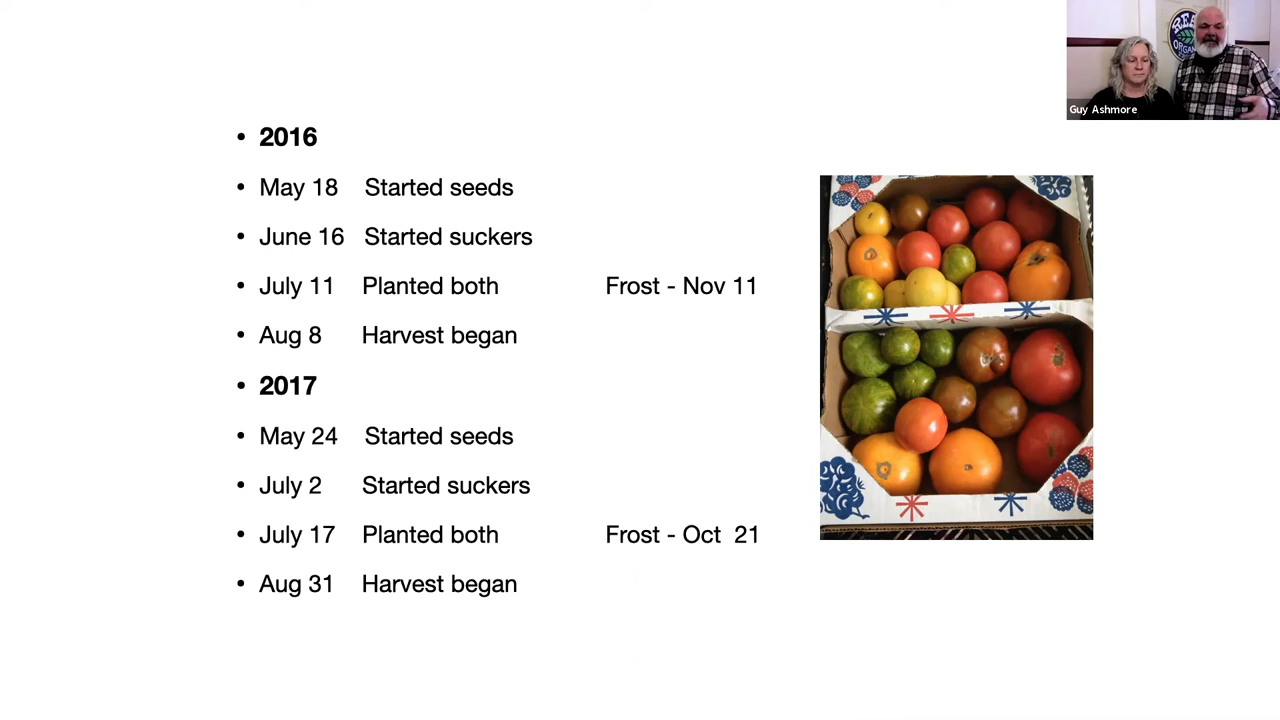 Guy Ashmore
• 2016
• May 18 Started seeds
• June 16 Started suckers
• July 11 Planted both Frost - Nov 11
• Aug 8 Harvest began
• 2017
• May 24 Started seeds
• July 2 Started suckers
• July 17 Planted both Frost - Oct 21
• Aug 31 Harvest began